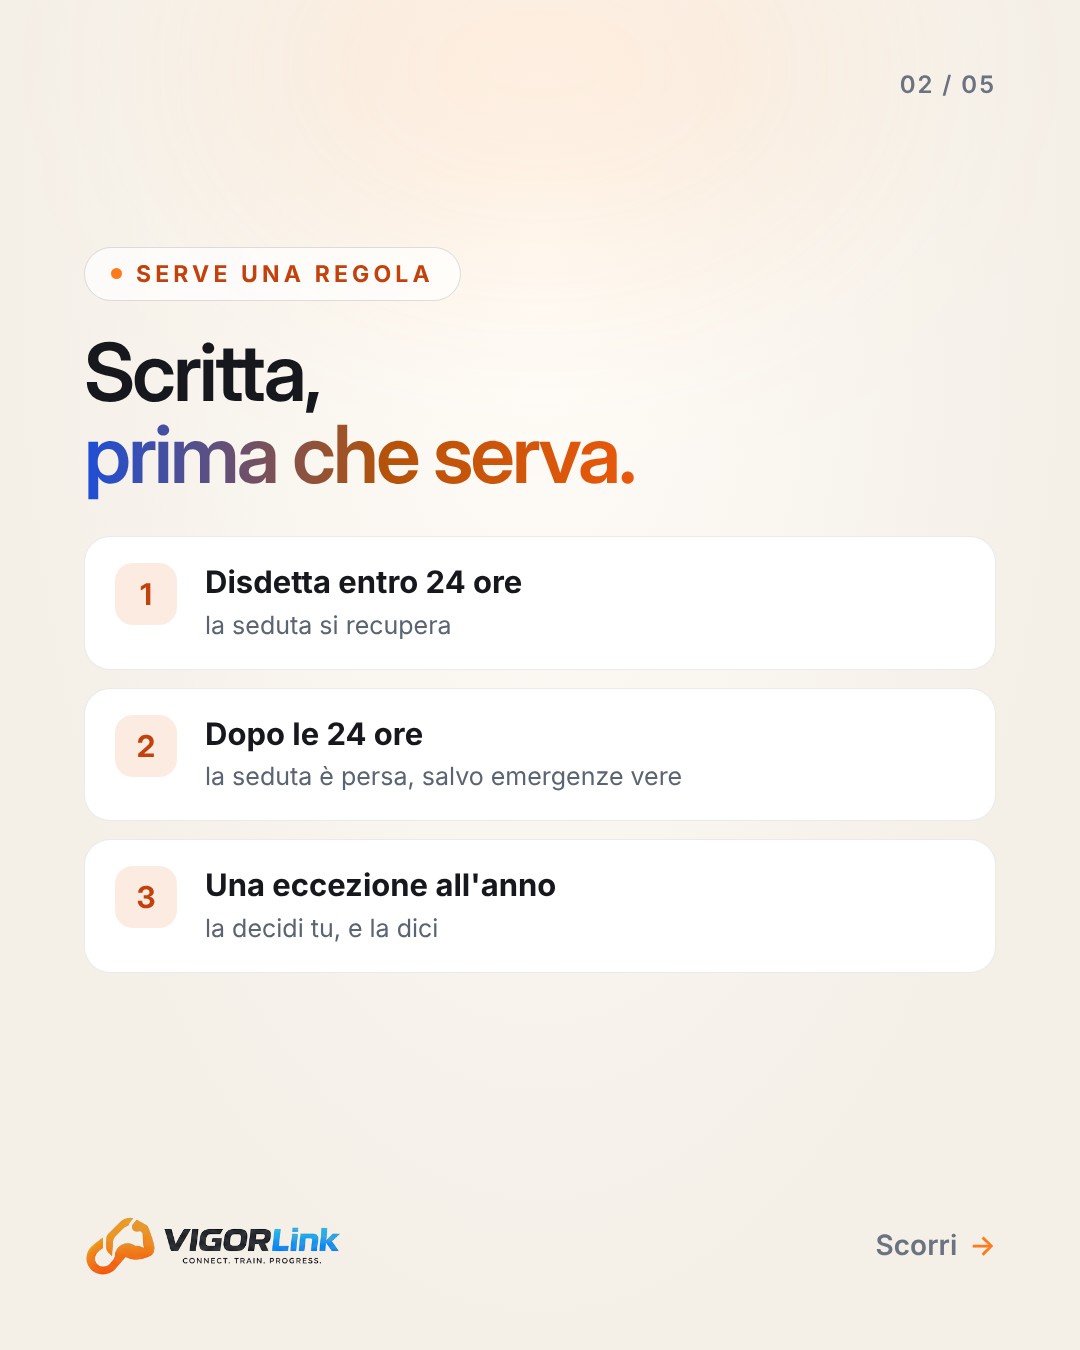 02 / 05
SERVE UNA REGOLA
Scritta,
prima che serva.
1
Disdetta entro 24 ore
la seduta si recupera
2
Dopo le 24 ore
la seduta è persa, salvo emergenze vere
3
Una eccezione all'anno
la decidi tu, e la dici
VIGORLink
CONNECT. TRAIN. PROGRESS.
Scorri →